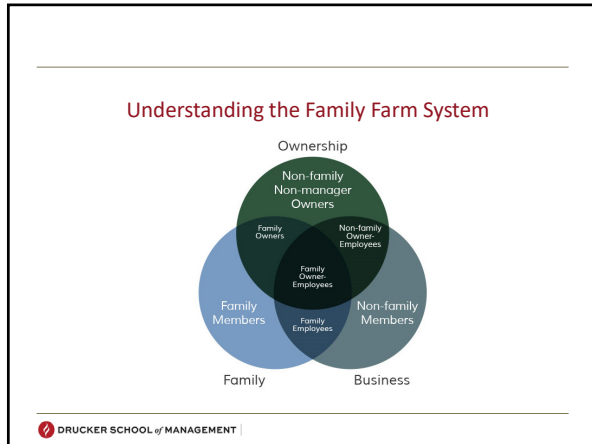 Understanding the Family Farm System
Ownership
Non-family
Non-manager
Owners
Family
Owners
Non-family
Owner-
Employees
Family
Owner-
Employees
Family
Members
Family
Employees
Non-family
Members
Family
Business
DRUCKER SCHOOL of MANAGEMENT